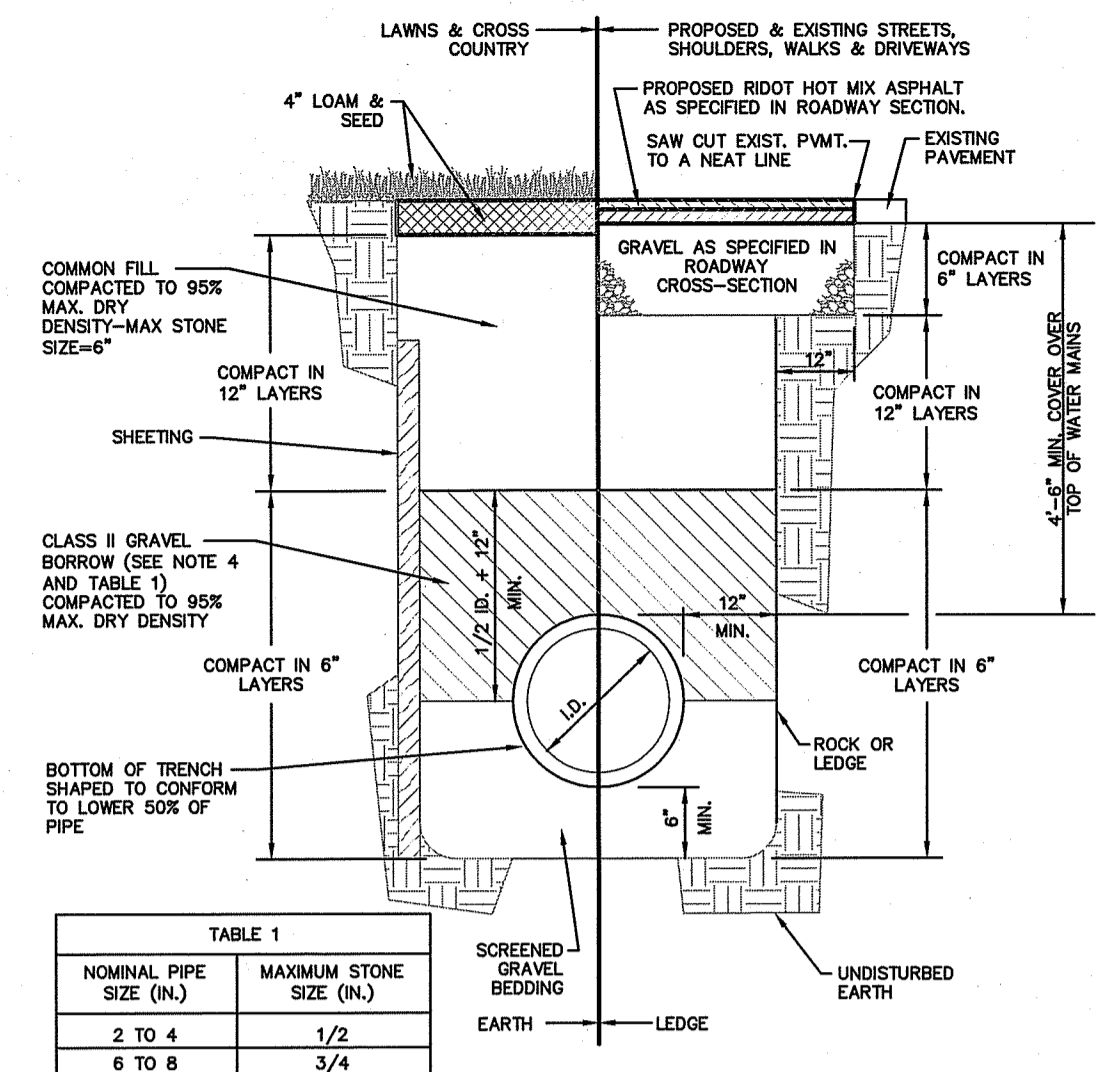 LAWNS & CROSS
COUNTRY
PROPOSED & EXISTING STREETS,
SHOULDERS, WALKS & DRIVEWAYS
4" LOAM &
SEED
PROPOSED RIDOT HOT MIX ASPHALT
AS SPECIFIED IN ROADWAY SECTION.
SAW CUT EXIST. PVMT.
TO A NEAT LINE
EXISTING
PAVEMENT
GRAVEL AS SPECIFIED IN
ROADWAY
CROSS-SECTION
COMPACT IN
6" LAYERS
COMMON FILL
COMPACTED TO 95%
MAX. DRY
DENSITY-MAX STONE
SIZE=6"
COMPACT IN
12" LAYERS
12"
COMPACT IN
12" LAYERS
4'-6" MIN. COVER OVER
TOP OF WATER MAINS
SHEETING
CLASS II GRAVEL
BORROW (SEE NOTE 4
AND TABLE 1)
COMPACTED TO 95%
MAX. DRY DENSITY
1/2 ID. + 12"
MIN.
12"
MIN.
COMPACT IN 6"
LAYERS
COMPACT IN 6"
LAYERS
I.D.
ROCK OR
LEDGE
BOTTOM OF TRENCH
SHAPED TO CONFORM
TO LOWER 50% OF
PIPE
6"
MIN.
SCREENED
GRAVEL
BEDDING
UNDISTURBED
EARTH
EARTH
LEDGE
TABLE 1
NOMINAL PIPE
SIZE (IN.)
MAXIMUM STONE
SIZE (IN.)
2 TO 4
1/2
6 TO 8
3/4